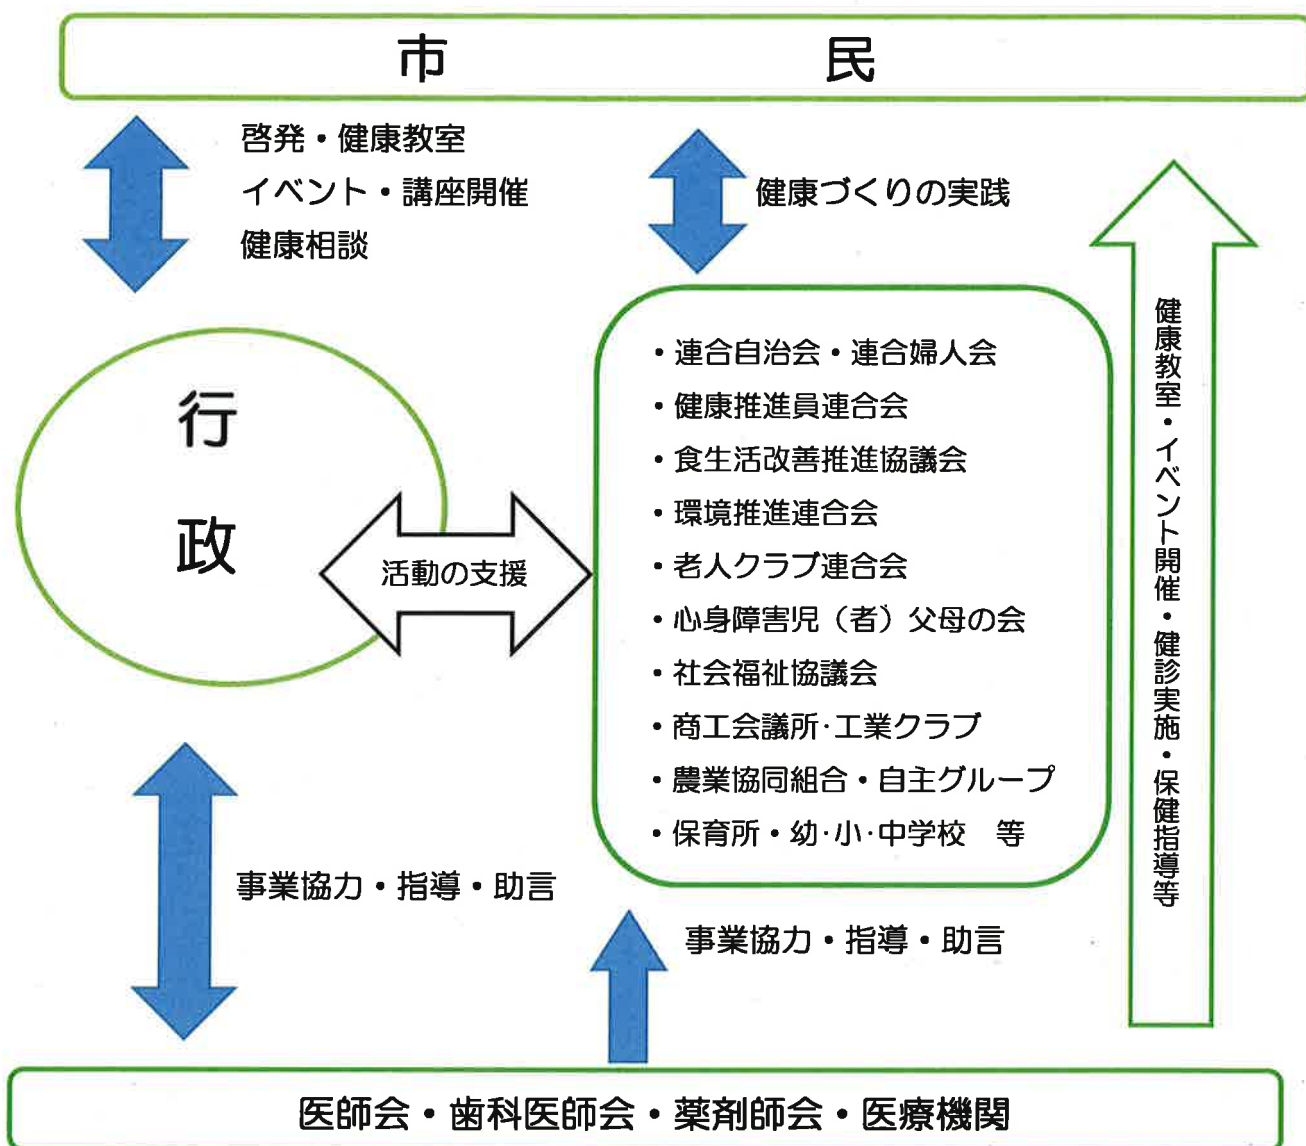 市　民
啓発・健康教室
イベント・講座開催
健康相談
健康づくりの実践
行
政
活動の支援
・連合自治会・連合婦人会
・健康推進員連合会
・食生活改善推進協議会
・環境推進連合会
・老人クラブ連合会
・心身障害児（者）父母の会
・社会福祉協議会
・商工会議所・工業クラブ
・農業協同組合・自主グループ
・保育所・幼・小・中学校　等
健康教室・イベント開催・健診実施・保健指導等
事業協力・指導・助言
事業協力・指導・助言
医師会・歯科医師会・薬剤師会・医療機関